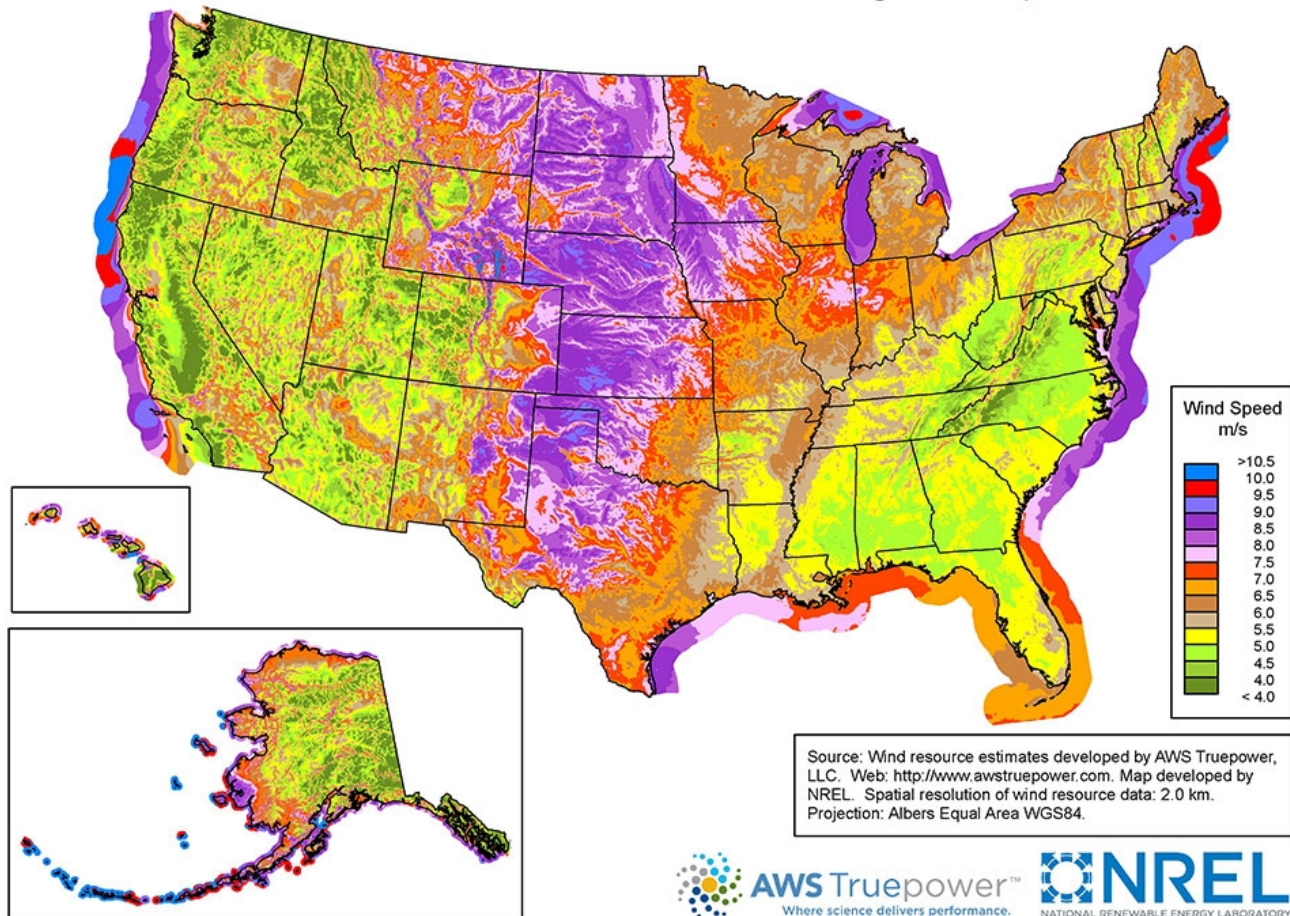 Wind Speed
m/s
>10.5
10.0
9.5
9.0
8.5
8.0
7.5
7.0
6.5
6.0
5.5
5.0
4.5
4.0
< 4.0
Source: Wind resource estimates developed by AWS Truepower,
LLC. Web: http://www.awstruepower.com. Map developed by
NREL. Spatial resolution of wind resource data: 2.0 km.
Projection: Albers Equal Area WGS84.
AWS Truepower™
Where science delivers performance.
NREL
NATIONAL RENEWABLE ENERGY LABORATORY